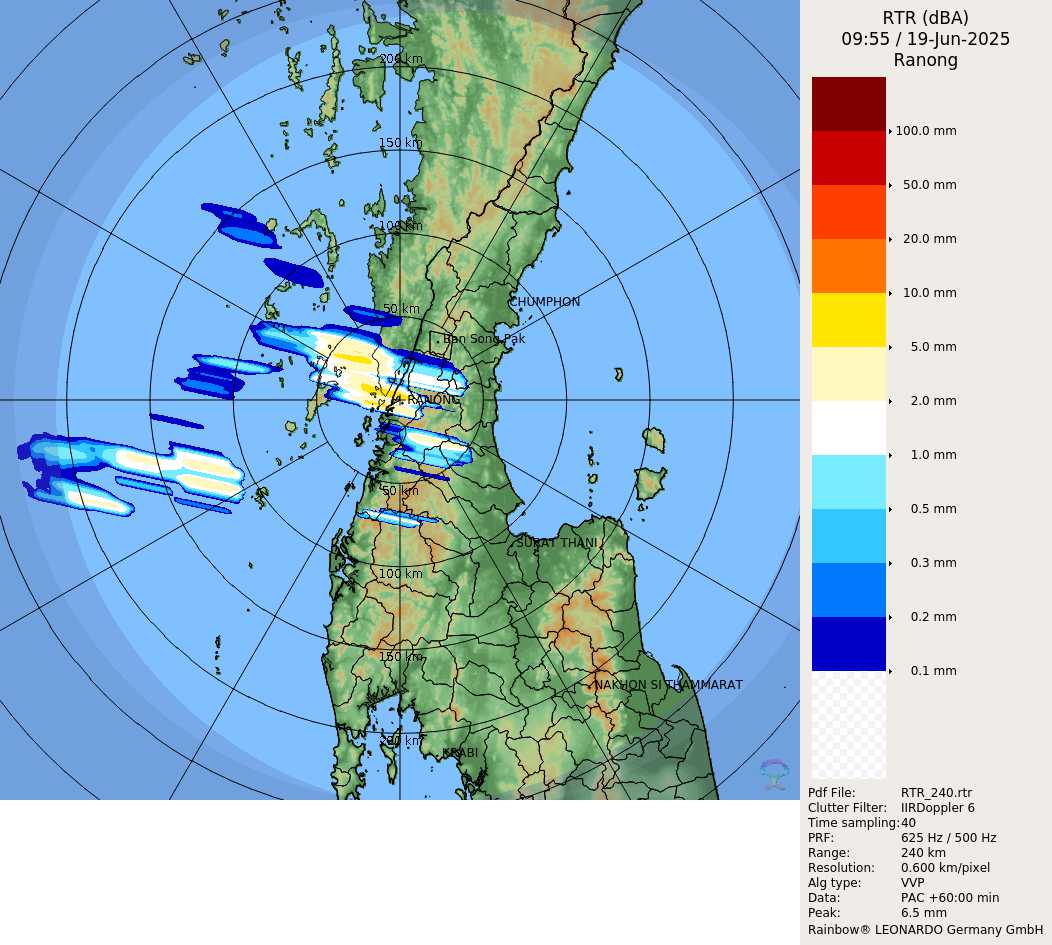 RTR (dBA)
09:55 / 19-Jun-2025
Ranong
100.0 mm
50.0 mm
20.0 mm
10.0 mm
5.0 mm
2.0 mm
1.0 mm
0.5 mm
0.3 mm
0.2 mm
0.1 mm
Pdf File: RTR_240.rtr
Clutter Filter: IIRDoppler 6
Time sampling: 40
PRF: 625 Hz / 500 Hz
Range: 240 km
Resolution: 0.600 km/pixel
Alg type: VVP
Data: PAC +60:00 min
Peak: 6.5 mm
Rainbow® LEONARDO Germany GmbH
200 km
150 km
100 km
CHUMPHON
50 km
Ban Song Pak
RANONG
50 km
SURAT THANI
100 km
150 km
NAKHON SI THAMMARAT
200 km
KRABI